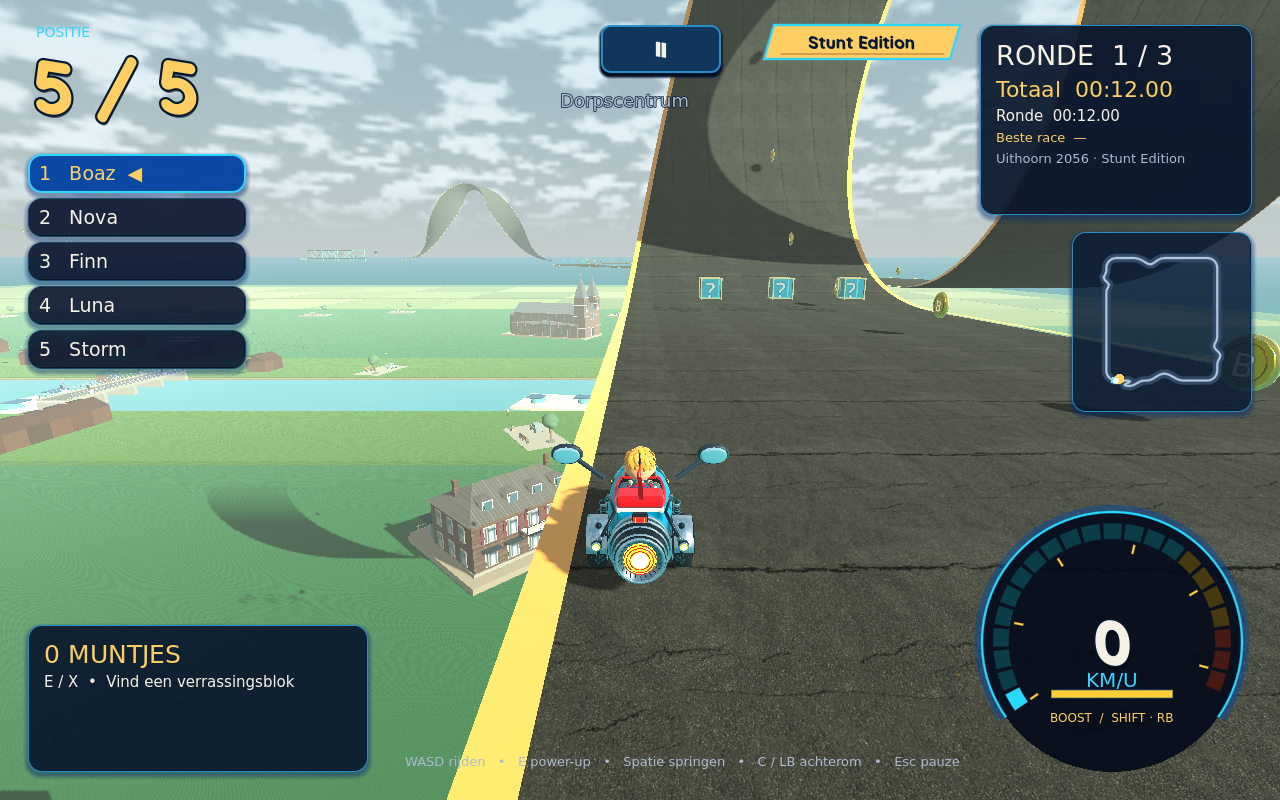 POSITIE
5 / 5
1 Boaz ◀
2 Nova
3 Finn
4 Luna
5 Storm
Dorpscentrum
Stunt Edition
RONDE 1 / 3
Totaal 00:12.00
Ronde 00:12.00
Beste race —
Uithoorn 2056 · Stunt Edition
? ? ?
B
0 MUNTJES
E / X • Vind een verrassingsblok
0
KM/U
BOOST / SHIFT · RB
WASD rijden • E power-up • Spatie springen • C / LB achterom • Esc pauze